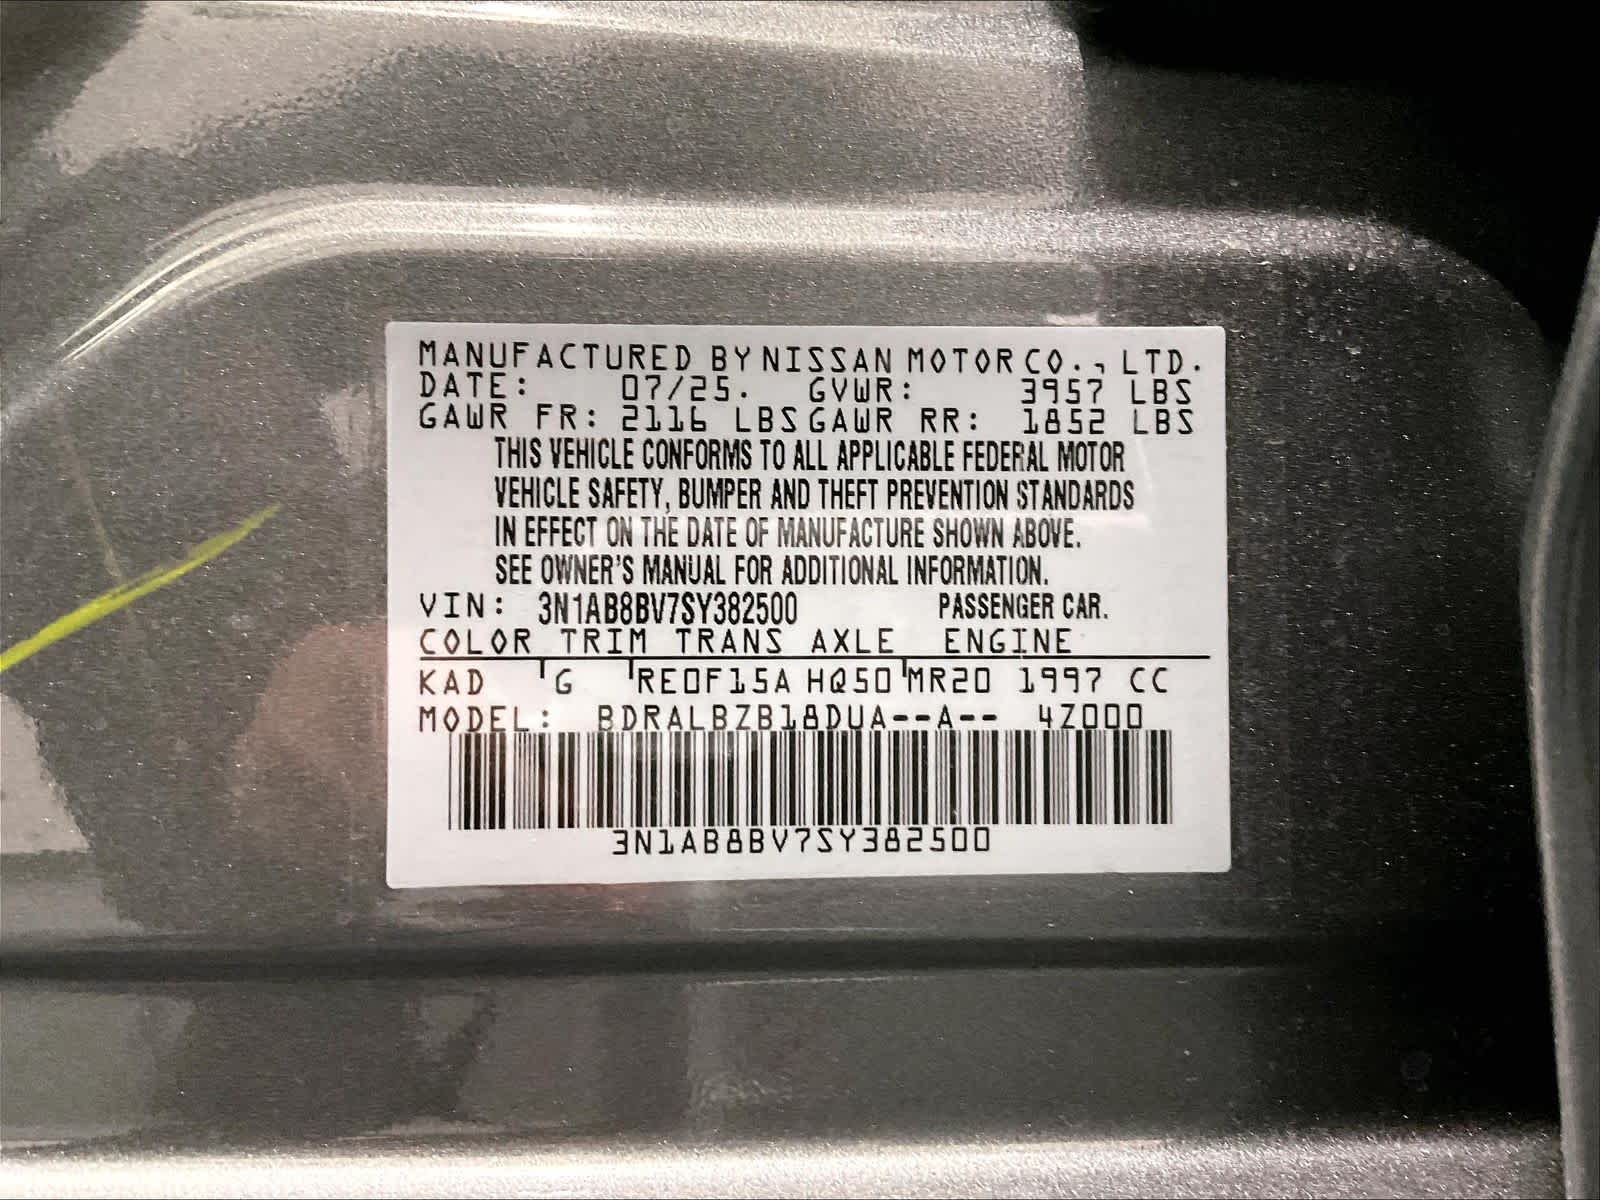 MANUFACTURED BY NISSAN MOTOR CO., LTD.
DATE: 07/25. GVWR: 3957 LBS
GAWR FR: 2116 LBS GAWR RR: 1852 LBS
THIS VEHICLE CONFORMS TO ALL APPLICABLE FEDERAL MOTOR
VEHICLE SAFETY, BUMPER AND THEFT PREVENTION STANDARDS
IN EFFECT ON THE DATE OF MANUFACTURE SHOWN ABOVE.
SEE OWNER'S MANUAL FOR ADDITIONAL INFORMATION.
VIN: 3N1AB8BV7SY382500 PASSENGER CAR.
COLOR TRIM TRANS AXLE ENGINE
KAD G RE0F15A HQ50 MR20 1997 CC
MODEL: BDRALBZB18DUA--A-- 4Z000
3N1AB8BV7SY382500